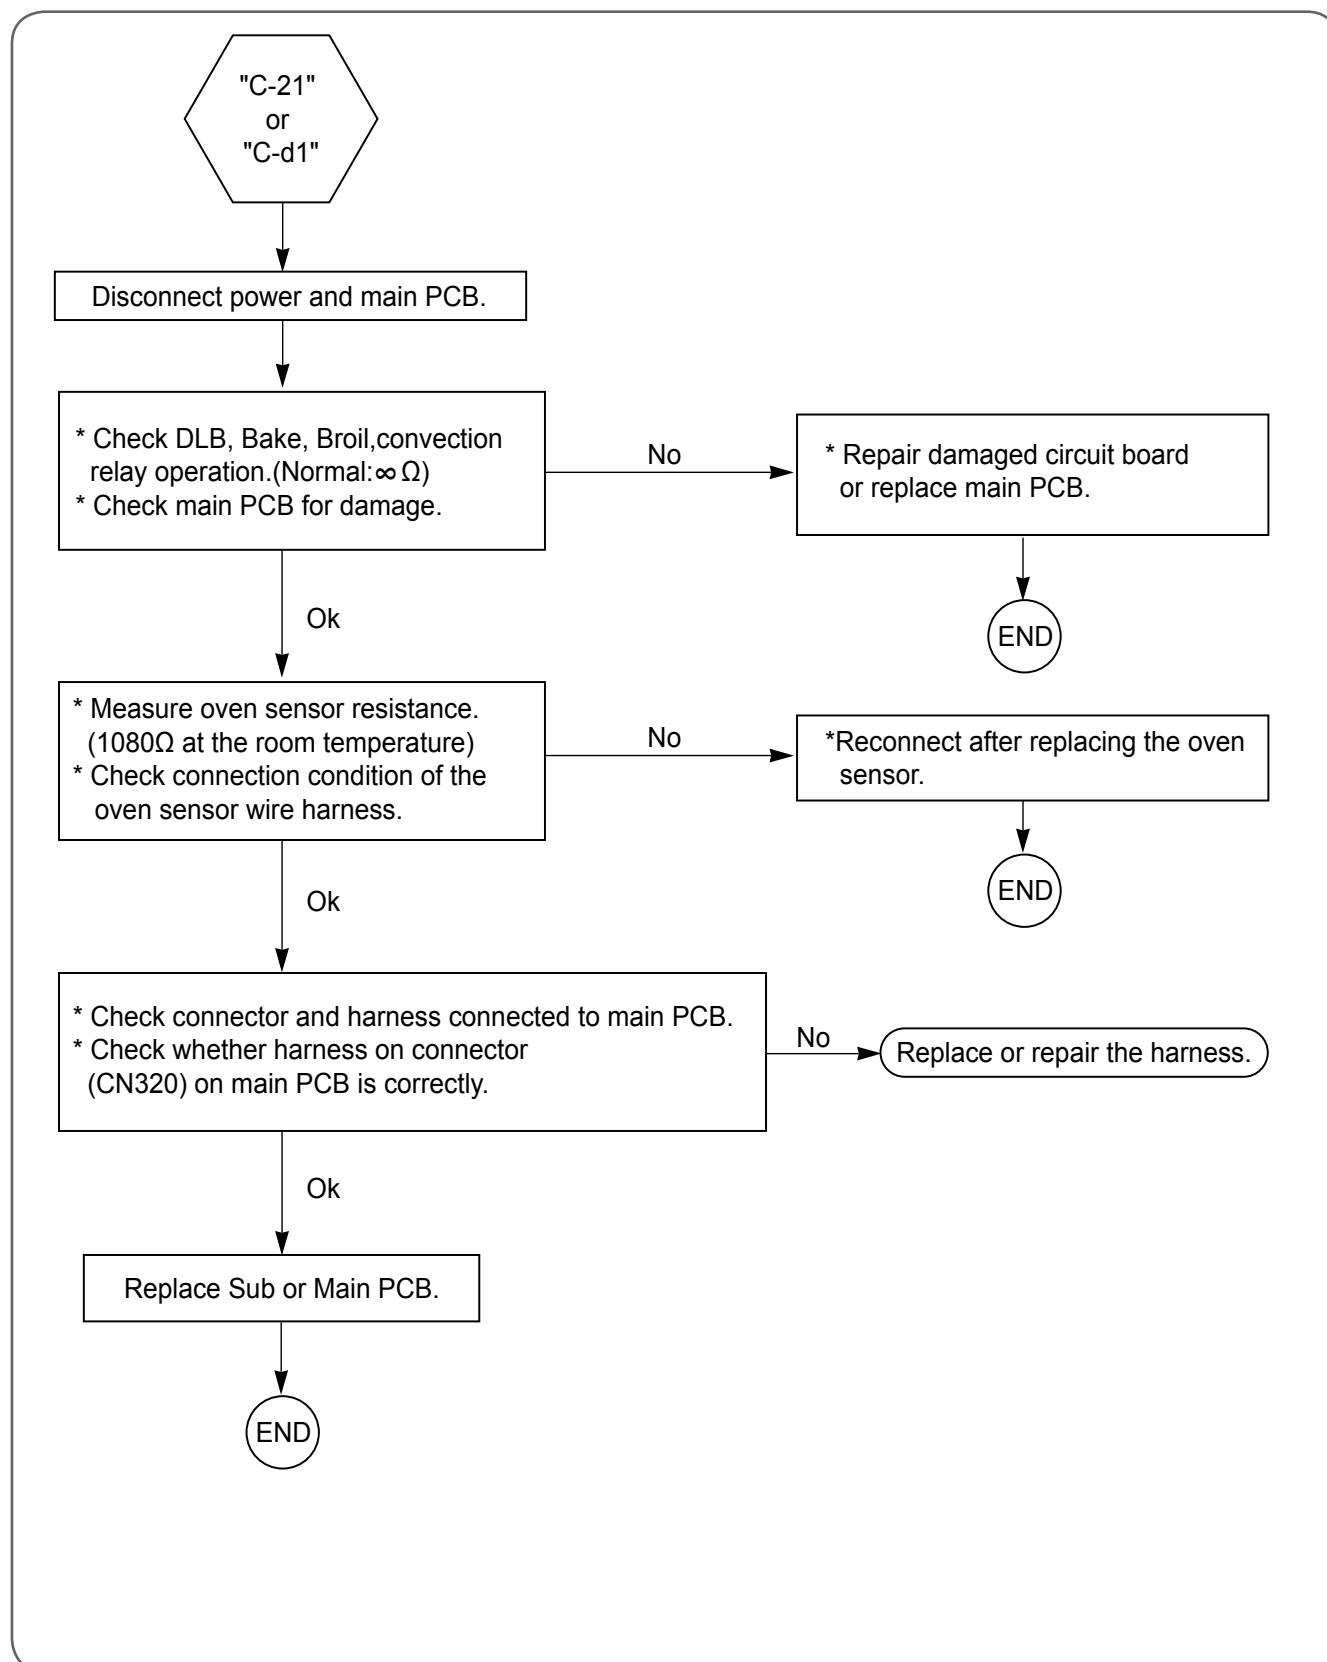 "C-21"
or
"C-d1"
Disconnect power and main PCB.
* Check DLB, Bake, Broil,convection
relay operation.(Normal:∞ Ω)
* Check main PCB for damage.
No
* Repair damaged circuit board
or replace main PCB.
END
Ok
* Measure oven sensor resistance.
(1080Ω at the room temperature)
* Check connection condition of the
oven sensor wire harness.
No
*Reconnect after replacing the oven
sensor.
END
Ok
* Check connector and harness connected to main PCB.
* Check whether harness on connector
(CN320) on main PCB is correctly.
No
Replace or repair the harness.
Ok
Replace Sub or Main PCB.
END